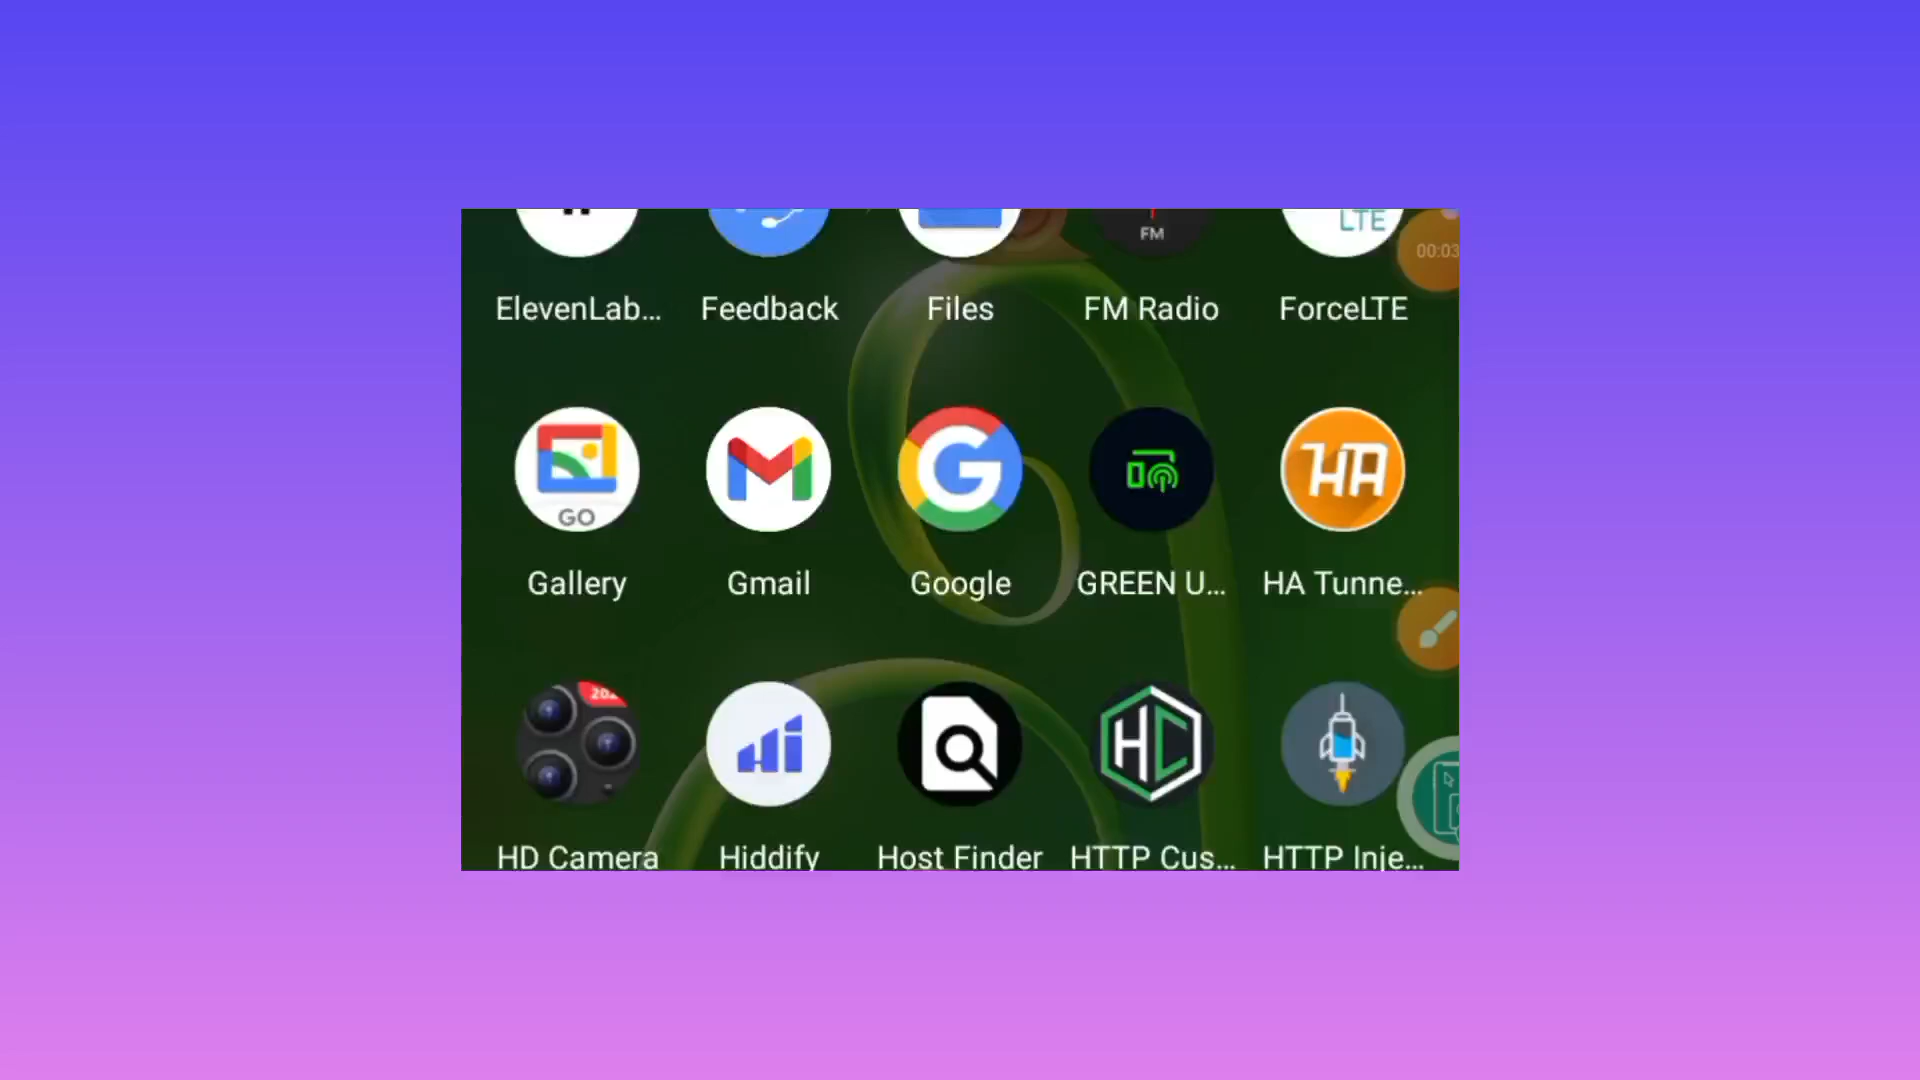 FM
LTE
00:03
ElevenLab...
Feedback
Files
FM Radio
ForceLTE
GO
HA
Gallery
Gmail
Google
GREEN U...
HA Tunne...
HC
HD Camera
Hiddify
Host Finder
HTTP Cus...
HTTP Inje...